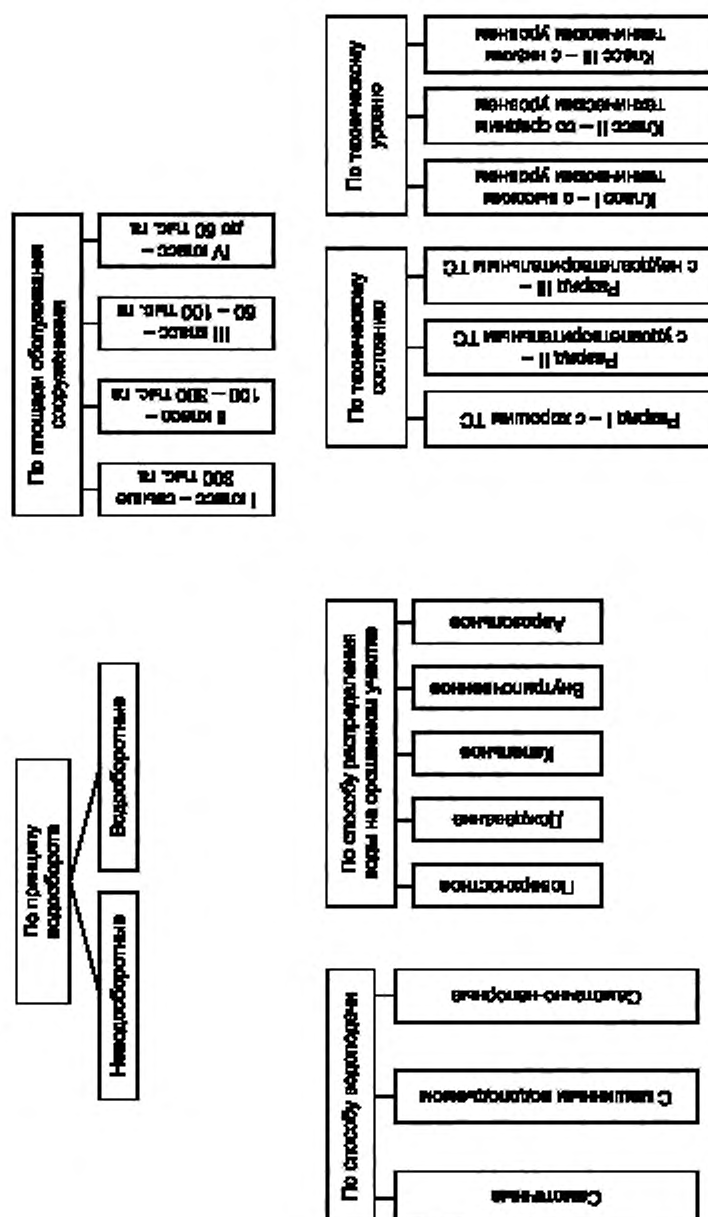 По принципу
водооборота
Неводооборотные
Водооборотные
По площади обслуживания
сооружениями
I класс – свыше
300 тыс. га
II класс –
100 – 300 тыс. га
III класс –
60 – 100 тыс. га
IV класс –
до 60 тыс. га
По способу водоподачи
Самотечные
С машинным водоподъемом
Самотечно-напорные
По способу распределения
воды на орошаемом участке
Поверхностное
Дождевание
Капельное
Внутрипочвенное
Аэрозольное
По техническому
состоянию
Разряд I – с хорошим ТС
Разряд II –
с удовлетворительным ТС
Разряд III –
с неудовлетворительным ТС
По техническому
уровню
Класс I – с высоким
техническим уровнем
Класс II – со средним
техническим уровнем
Класс III – с низким
техническим уровнем